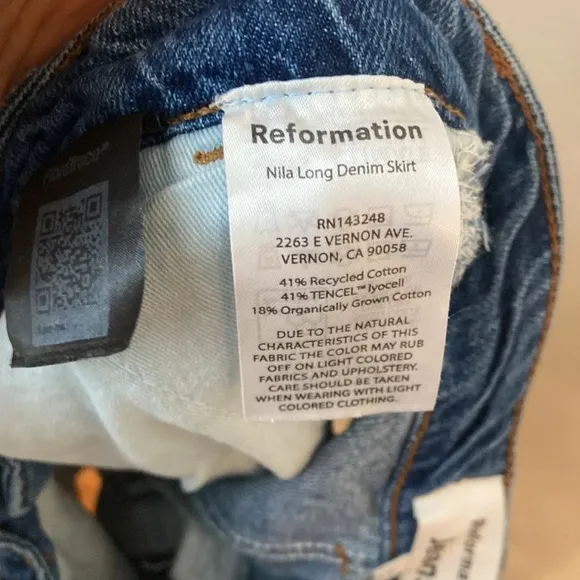 FibreTrace®
Reformation
Nila Long Denim Skirt
RN143248
2263 E VERNON AVE.
VERNON, CA 90058
41% Recycled Cotton
41% TENCEL™ lyocell
18% Organically Grown Cotton
DUE TO THE NATURAL
CHARACTERISTICS OF THIS
FABRIC THE COLOR MAY RUB
OFF ON LIGHT COLORED
FABRICS AND UPHOLSTERY.
CARE SHOULD BE TAKEN
WHEN WEARING WITH LIGHT
COLORED CLOTHING.